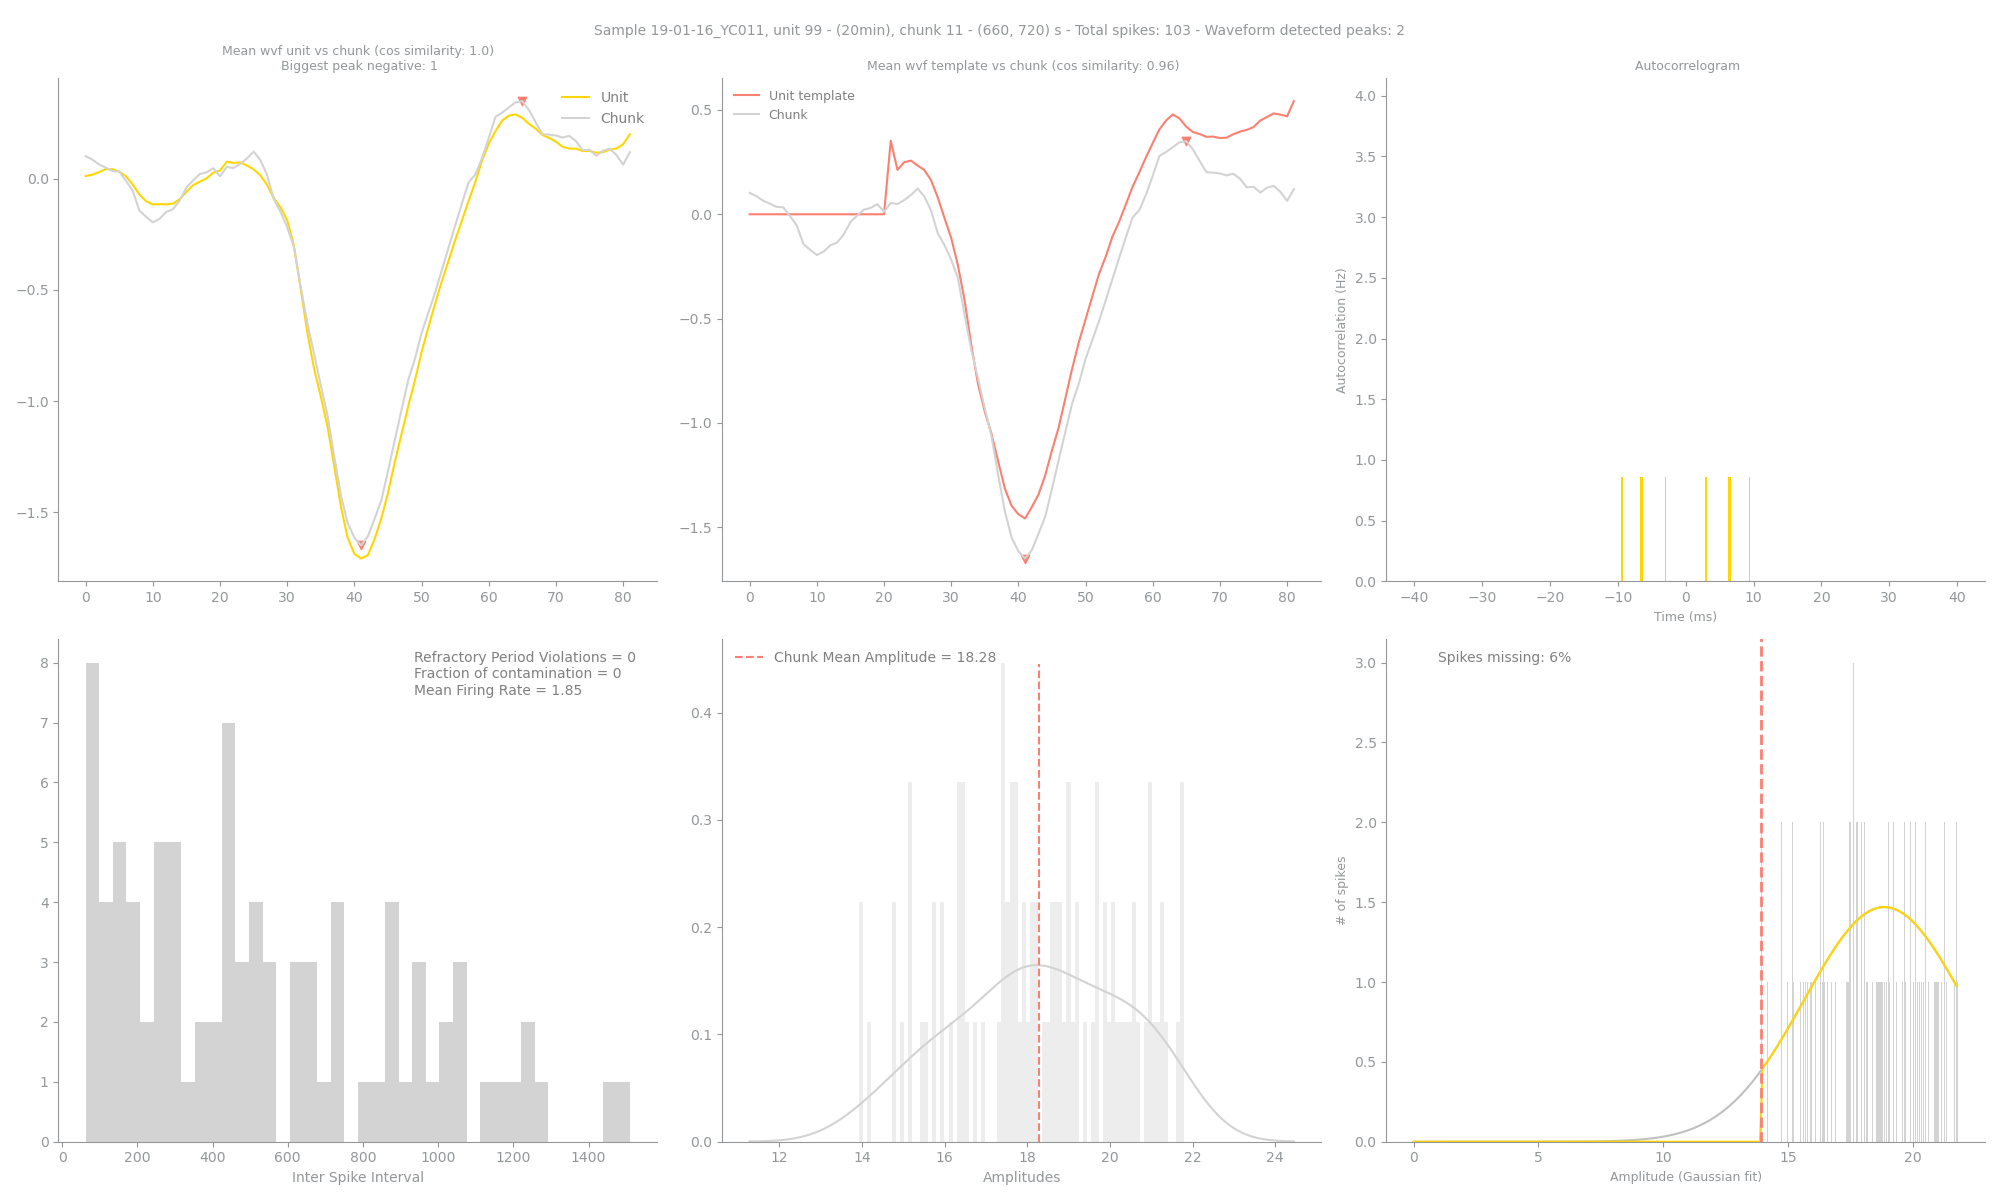 Sample 19-01-16_YC011, unit 99 - (20min), chunk 11 - (660, 720) s - Total spikes: 103 - Waveform detected peaks: 2
Mean wvf unit vs chunk (cos similarity: 1.0)
Biggest peak negative: 1
Unit
Chunk
0.0
−0.5
−1.0
−1.5
0 10 20 30 40 50 60 70 80
Mean wvf template vs chunk (cos similarity: 0.96)
Unit template
Chunk
0.5
0.0
−0.5
−1.0
−1.5
0 10 20 30 40 50 60 70 80
Autocorrelogram
Autocorrelation (Hz)
4.0
3.5
3.0
2.5
2.0
1.5
1.0
0.5
0.0
−40 −30 −20 −10 0 10 20 30 40
Time (ms)
Refractory Period Violations = 0
Fraction of contamination = 0
Mean Firing Rate = 1.85
8
7
6
5
4
3
2
1
0
0 200 400 600 800 1000 1200 1400
Inter Spike Interval
Chunk Mean Amplitude = 18.28
0.4
0.3
0.2
0.1
0.0
12 14 16 18 20 22 24
Amplitudes
Spikes missing: 6%
# of spikes
3.0
2.5
2.0
1.5
1.0
0.5
0.0
0 5 10 15 20
Amplitude (Gaussian fit)